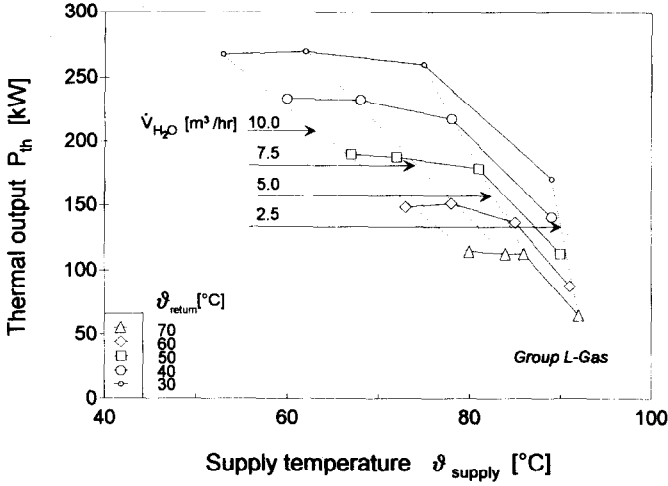 Thermal output P_th [kW]
300
250
200
150
100
50
0
V̇_H₂O [m³/hr] 10.0
7.5
5.0
2.5
ϑ_return [°C]
70
60
50
40
30
Group L-Gas
40 60 80 100
Supply temperature ϑ_supply [°C]